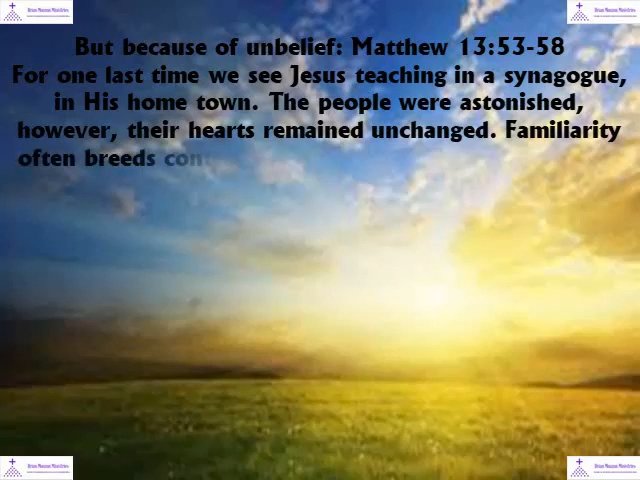 But because of unbelief: Matthew 13:53-58
For one last time we see Jesus teaching in a synagogue,
in His home town. The people were astonished,
however, their hearts remained unchanged. Familiarity
often breeds